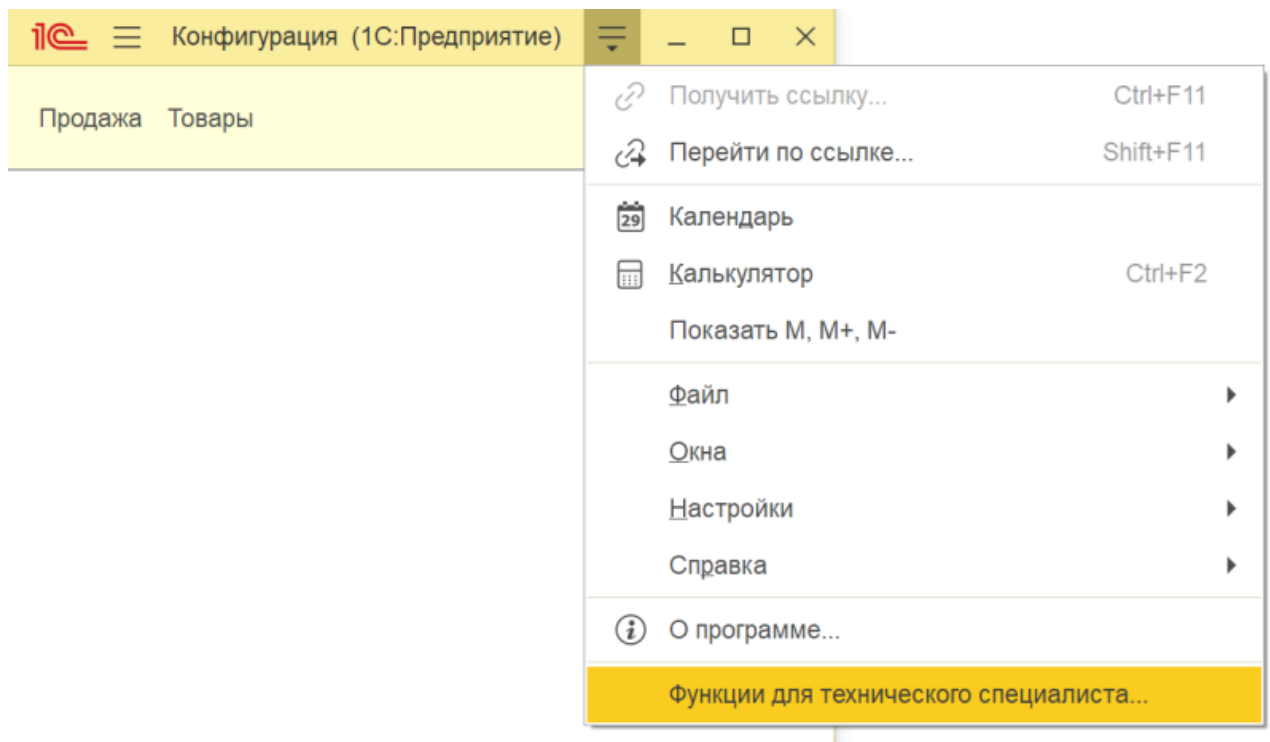 1С Конфигурация (1С:Предприятие)
Продажа Товары
Получить ссылку... Ctrl+F11
Перейти по ссылке... Shift+F11
29 Календарь
Калькулятор Ctrl+F2
Показать M, M+, M-
Файл
Окна
Настройки
Справка
i О программе...
Функции для технического специалиста...